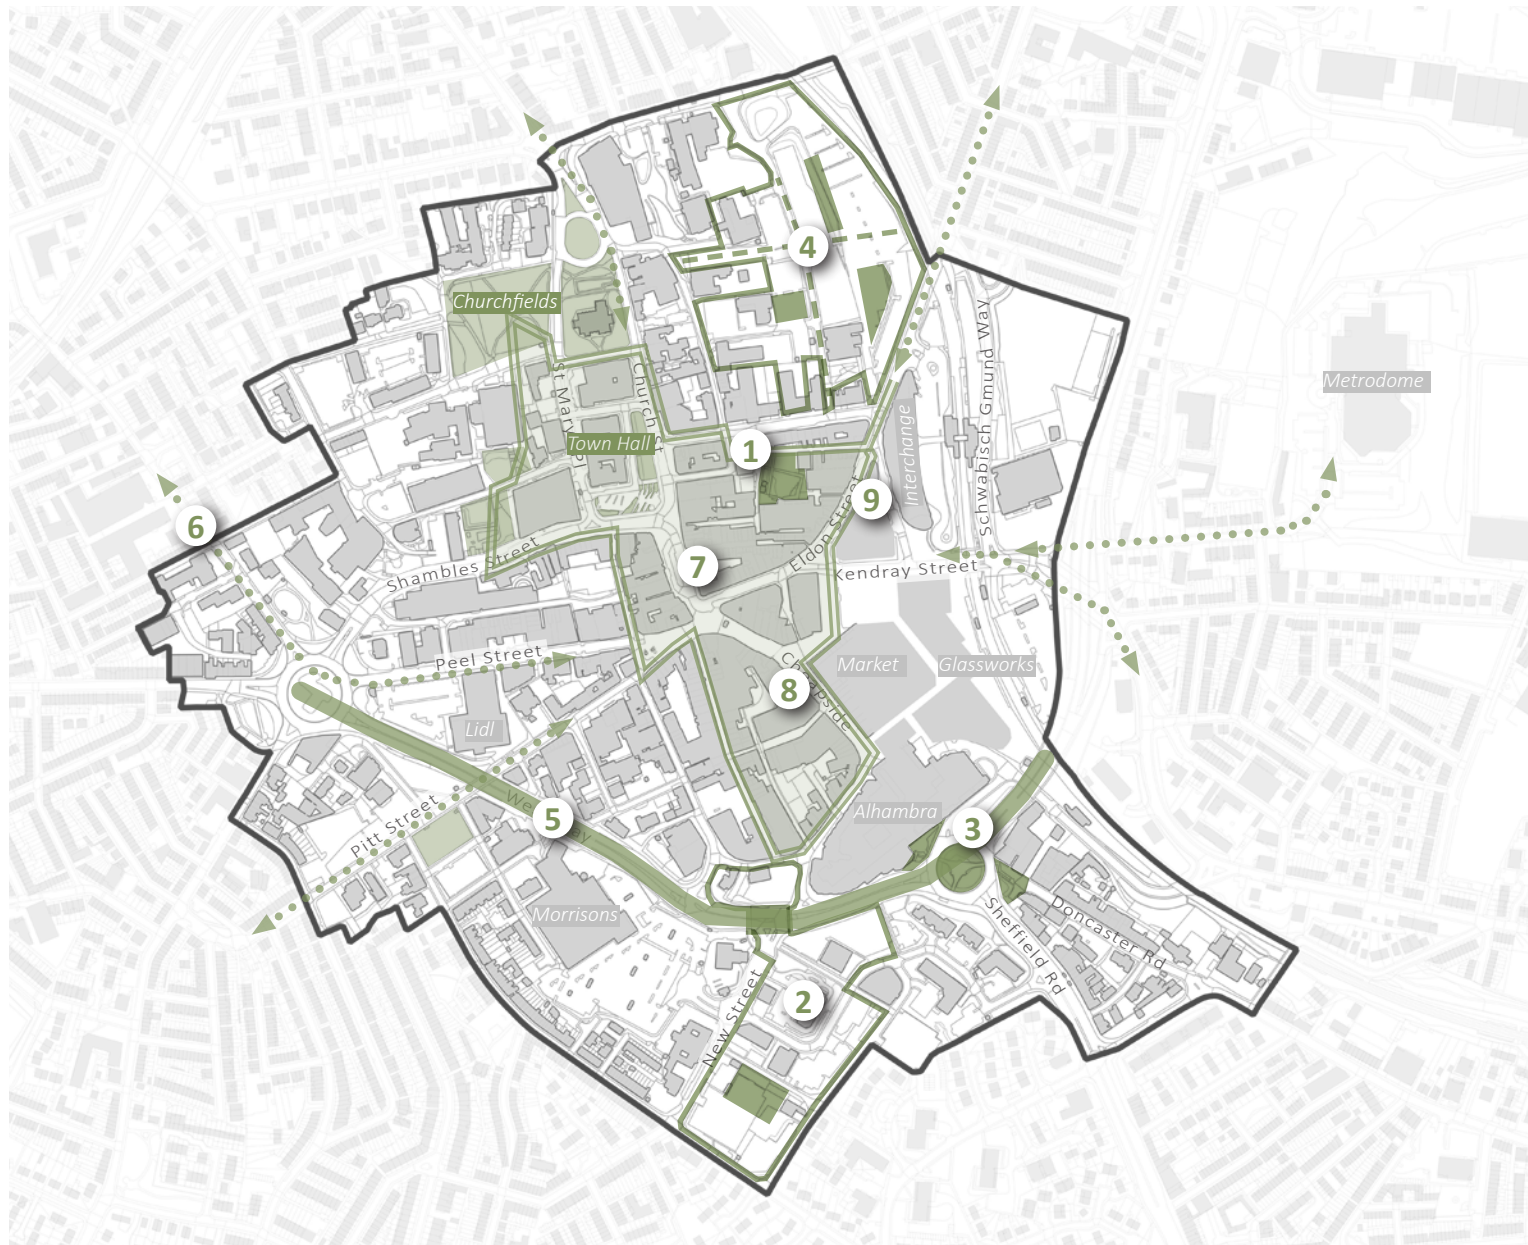 Churchfields
4
Metrodome
Schwabisch Gmund Way
St Mary's Pl
Church St
Town Hall
1
Interchange
9
6
Eldon Street
Shambles Street
7
Kendray Street
Peel Street
Market
Glassworks
8
Cheapside
Lidl
Pitt Street
5
Alhambra
3
Morrisons
Sheffield Rd
Doncaster Rd
2
New Street